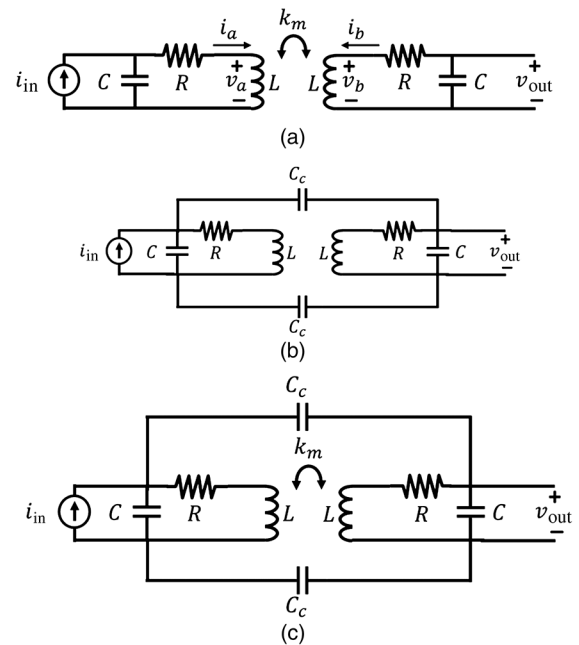 i_a k_m i_b
i_in C R + v_a − L L + v_b − R C + v_out −
(a)
C_c
i_in C R L L R C + v_out −
C_c
(b)
C_c
k_m
i_in C R L L R C + v_out −
C_c
(c)